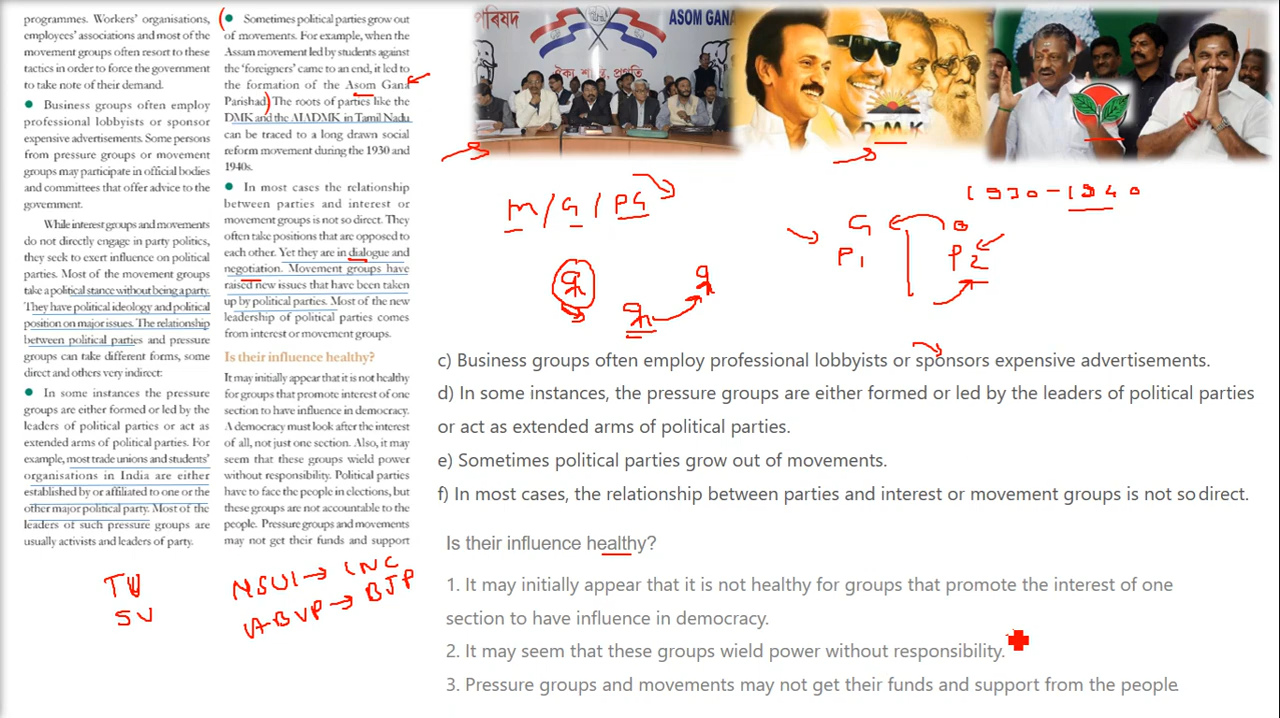 programmes. Workers' organisations,
employees' associations and most of the
movement groups often resort to these
tactics in order to force the government
to take note of their demand.
● Business groups often employ
professional lobbyists or sponsor
expensive advertisements. Some persons
from pressure groups or movement
groups may participate in official bodies
and committees that offer advice to the
government.
While interest groups and movements
do not directly engage in party politics,
they seek to exert influence on political
parties. Most of the movement groups
take a political stance without being a party.
They have political ideology and political
position on major issues. The relationship
between political parties and pressure
groups can take different forms, some
direct and others very indirect:
● In some instances the pressure
groups are either formed or led by the
leaders of political parties or act as
extended arms of political parties. For
example, most trade unions and students'
organisations in India are either
established by or affiliated to one or the
other major political party. Most of the
leaders of such pressure groups are
usually activists and leaders of party.
TU
SU
● Sometimes political parties grow out
of movements. For example, when the
Assam movement led by students against
the 'foreigners' came to an end, it led to
the formation of the Asom Gana
Parishad. The roots of parties like the
DMK and the AIADMK in Tamil Nadu
can be traced to a long drawn social
reform movement during the 1930 and
1940s.
● In most cases the relationship
between parties and interest or
movement groups is not so direct. They
often take positions that are opposed to
each other. Yet they are in dialogue and
negotiation. Movement groups have
raised new issues that have been taken
up by political parties. Most of the new
leadership of political parties comes
from interest or movement groups.
Is their influence healthy?
It may initially appear that it is not healthy
for groups that promote interest of one
section to have influence in democracy.
A democracy must look after the interest
of all, not just one section. Also, it may
seem that these groups wield power
without responsibility. Political parties
have to face the people in elections, but
these groups are not accountable to the
people. Pressure groups and movements
may not get their funds and support
NSUI → INC
ABVP → BJP
পৰিষদ
ASOM GANA
DMK
M / G / PG
1930-1940
G O
P1 P2
c) Business groups often employ professional lobbyists or sponsors expensive advertisements.
d) In some instances, the pressure groups are either formed or led by the leaders of political parties
or act as extended arms of political parties.
e) Sometimes political parties grow out of movements.
f) In most cases, the relationship between parties and interest or movement groups is not so direct.
Is their influence healthy?
1. It may initially appear that it is not healthy for groups that promote the interest of one
section to have influence in democracy.
2. It may seem that these groups wield power without responsibility.
3. Pressure groups and movements may not get their funds and support from the people